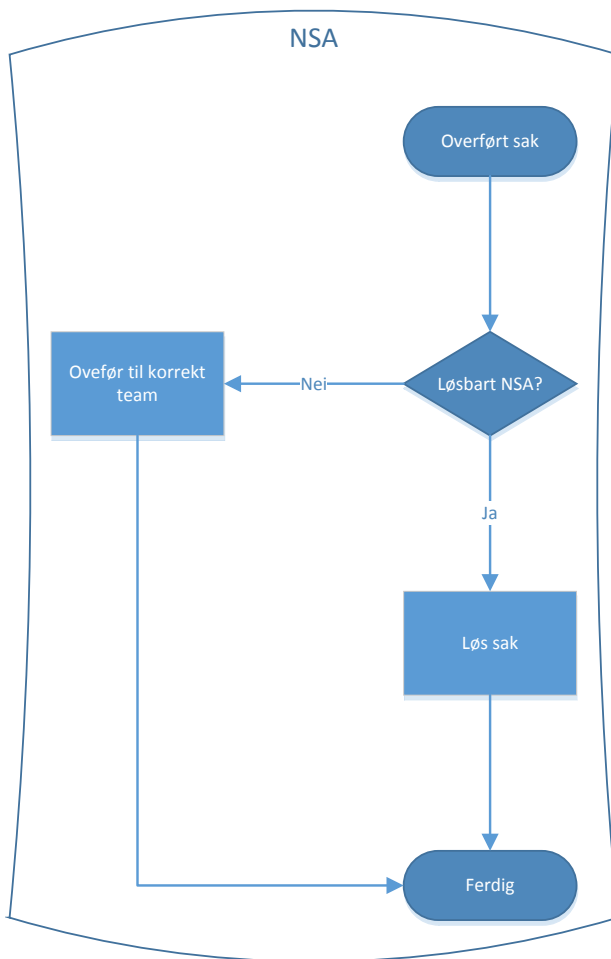 NSA
Overført sak
Løsbart NSA?
Nei
Ovefør til korrekt
team
Ja
Løs sak
Ferdig